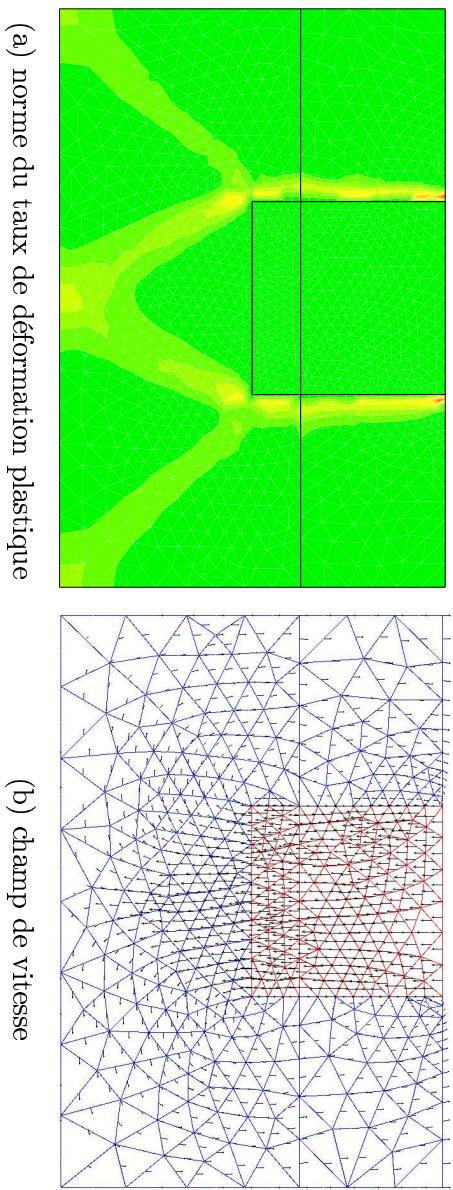 (a) norme du taux de déformation plastique
(b) champ de vitesse